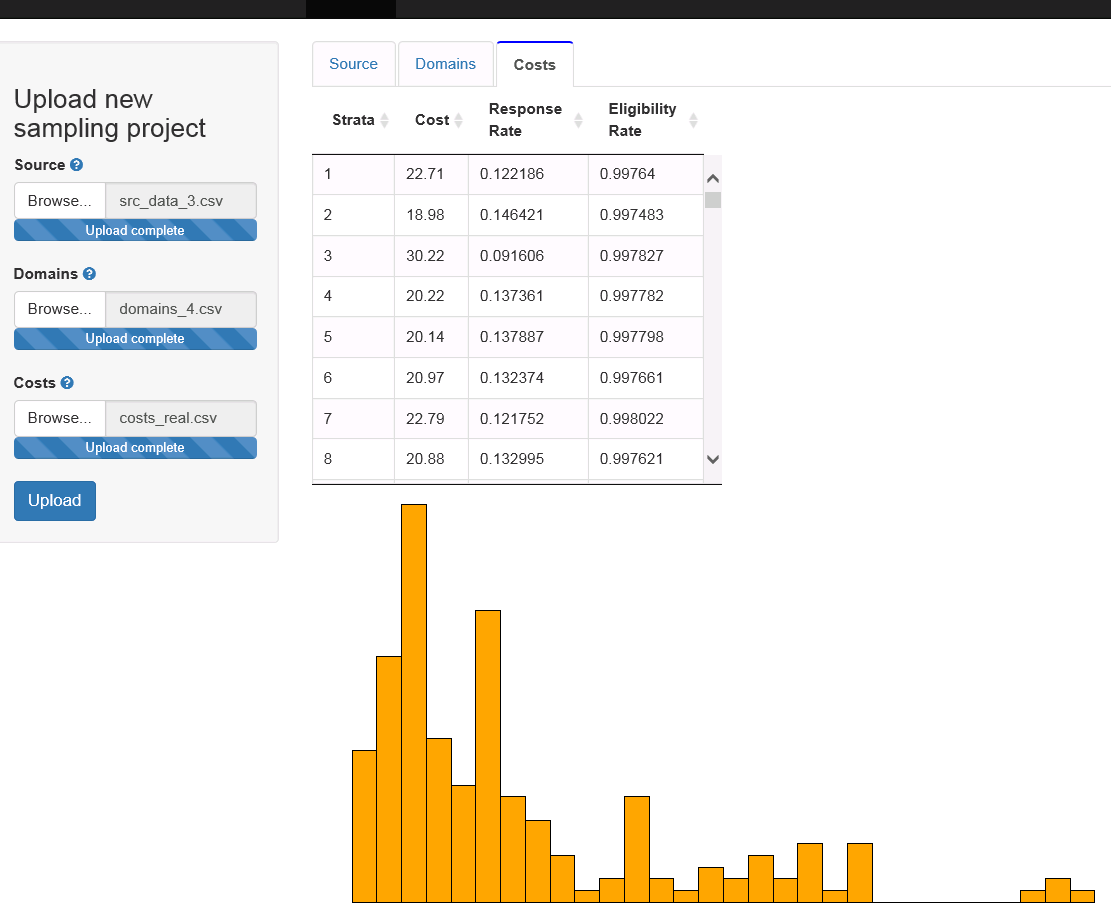 Upload new
sampling project
Source
Browse... src_data_3.csv
Upload complete
Domains
Browse... domains_4.csv
Upload complete
Costs
Browse... costs_real.csv
Upload complete
Upload
Source Domains Costs
Strata Cost Response Rate Eligibility Rate
1 22.71 0.122186 0.99764
2 18.98 0.146421 0.997483
3 30.22 0.091606 0.997827
4 20.22 0.137361 0.997782
5 20.14 0.137887 0.997798
6 20.97 0.132374 0.997661
7 22.79 0.121752 0.998022
8 20.88 0.132995 0.997621